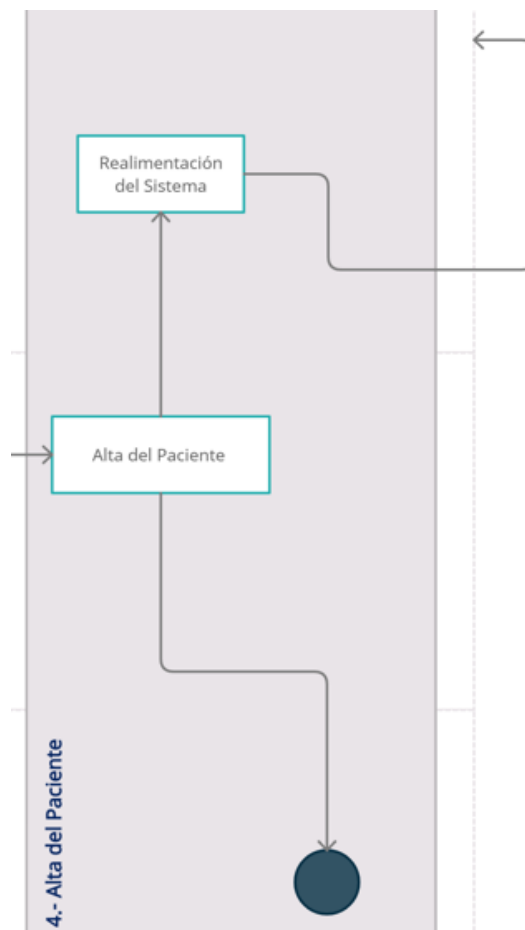 Realimentación
del Sistema
Alta del Paciente
4.- Alta del Paciente